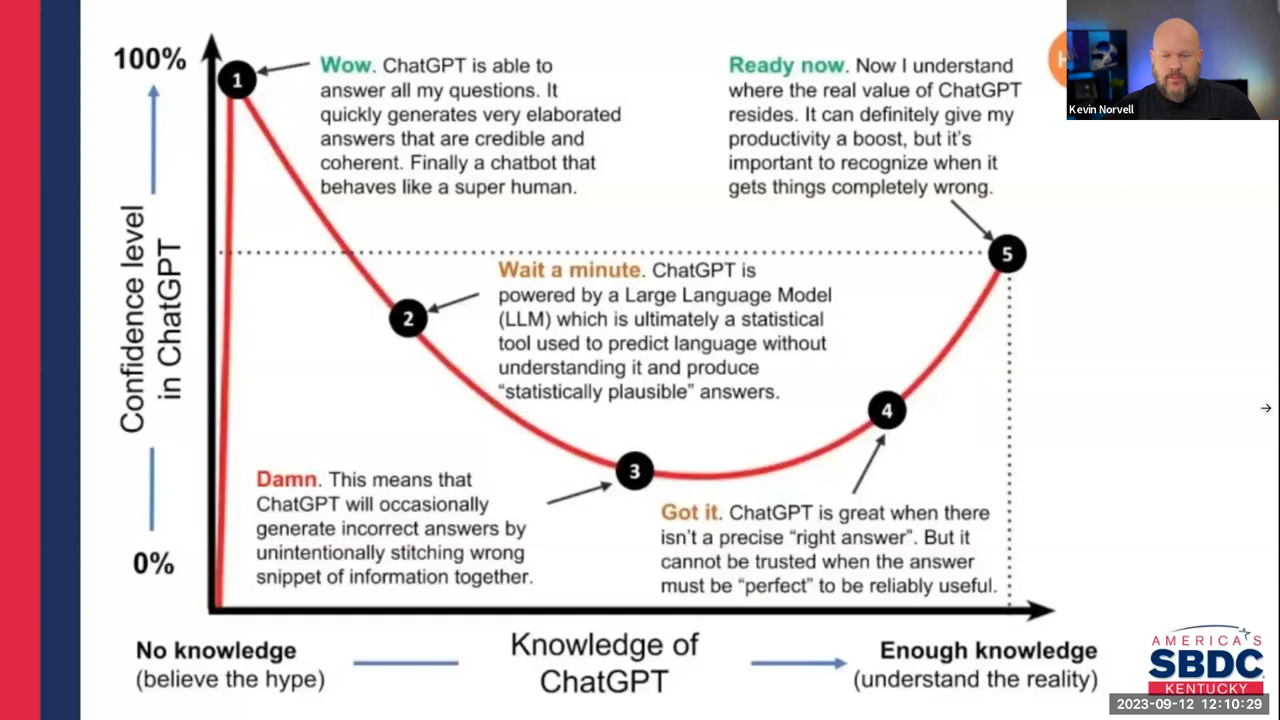 100%
Confidence level
in ChatGPT
0%
1
Wow. ChatGPT is able to
answer all my questions. It
quickly generates very elaborated
answers that are credible and
coherent. Finally a chatbot that
behaves like a super human.
Ready now. Now I understand
where the real value of ChatGPT
resides. It can definitely give my
productivity a boost, but it's
important to recognize when it
gets things completely wrong.
Kevin Norvell
5
2
Wait a minute. ChatGPT is
powered by a Large Language Model
(LLM) which is ultimately a statistical
tool used to predict language without
understanding it and produce
“statistically plausible” answers.
4
3
Damn. This means that
ChatGPT will occasionally
generate incorrect answers by
unintentionally stitching wrong
snippet of information together.
Got it. ChatGPT is great when there
isn't a precise “right answer”. But it
cannot be trusted when the answer
must be “perfect” to be reliably useful.
No knowledge
(believe the hype)
Knowledge of
ChatGPT
Enough knowledge
(understand the reality)
AMERICA'S
SBDC
KENTUCKY
2023-09-12 12:10:29